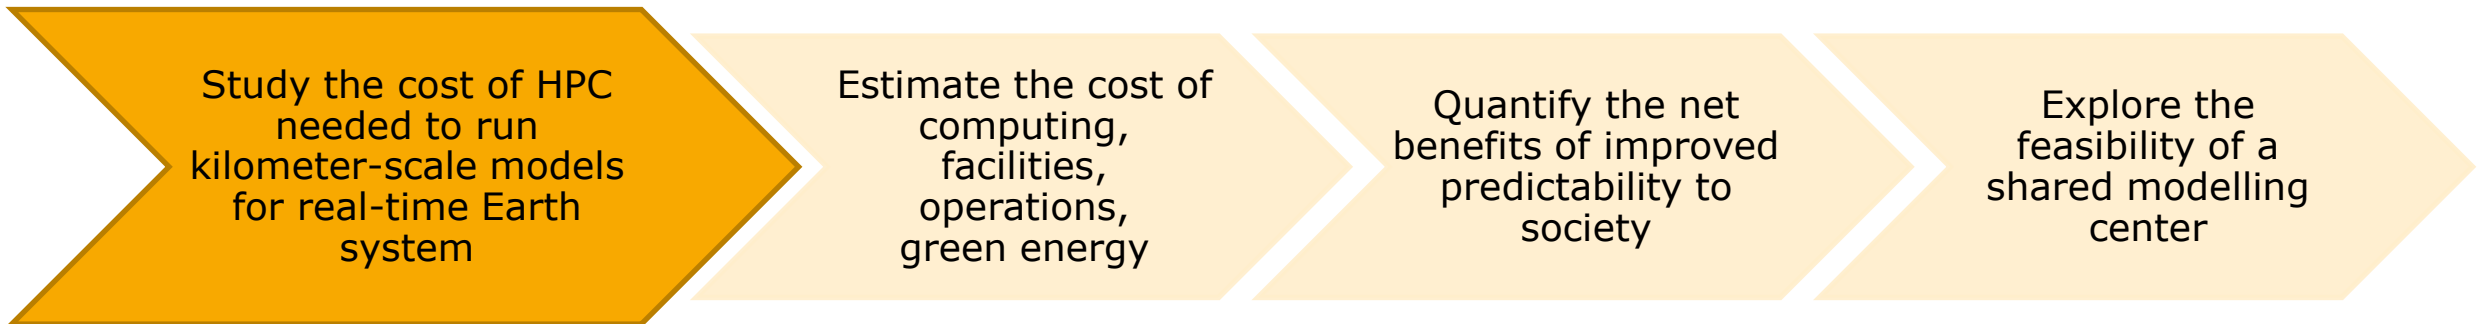 Study the cost of HPC
needed to run
kilometer-scale models
for real-time Earth
system
Estimate the cost of
computing,
facilities,
operations,
green energy
Quantify the net
benefits of improved
predictability to
society
Explore the
feasibility of a
shared modelling
center